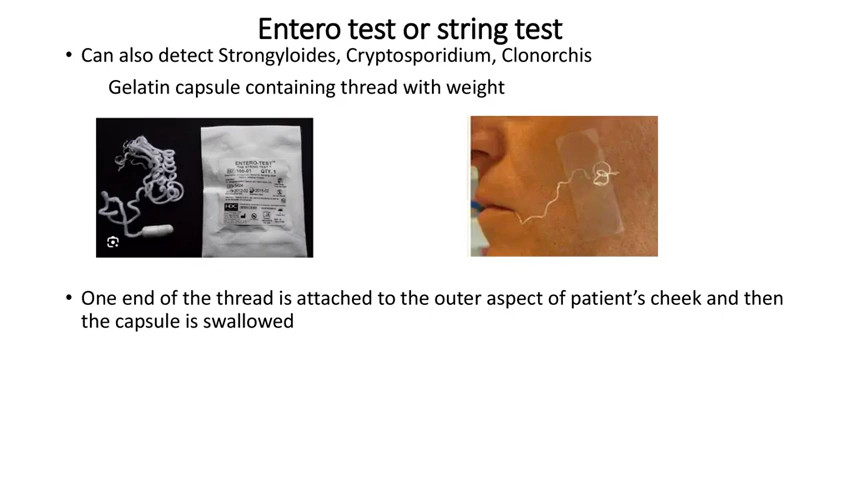 Entero test or string test
• Can also detect Strongyloides, Cryptosporidium, Clonorchis
Gelatin capsule containing thread with weight
ENTERO-TEST
QTY. 1
HDC
• One end of the thread is attached to the outer aspect of patient’s cheek and then
the capsule is swallowed